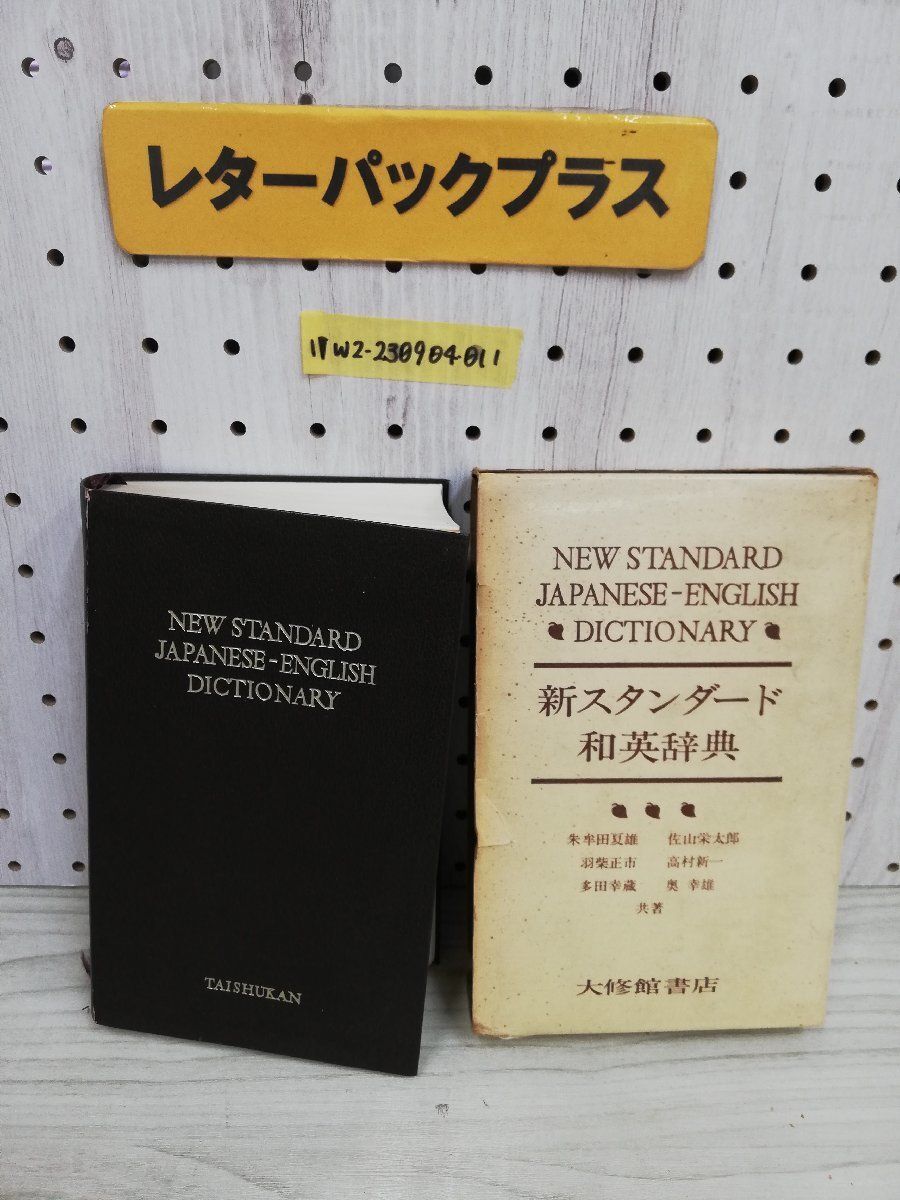 レターパックプラス
1▼W2-230904-011
NEW STANDARD
JAPANESE-ENGLISH
DICTIONARY
TAISHUKAN
NEW STANDARD
JAPANESE-ENGLISH
DICTIONARY
新スタンダード
和英辞典
朱牟田夏雄 佐山栄太郎
羽柴正市 高村新一
多田幸蔵 奥 幸雄
共著
大修館書店